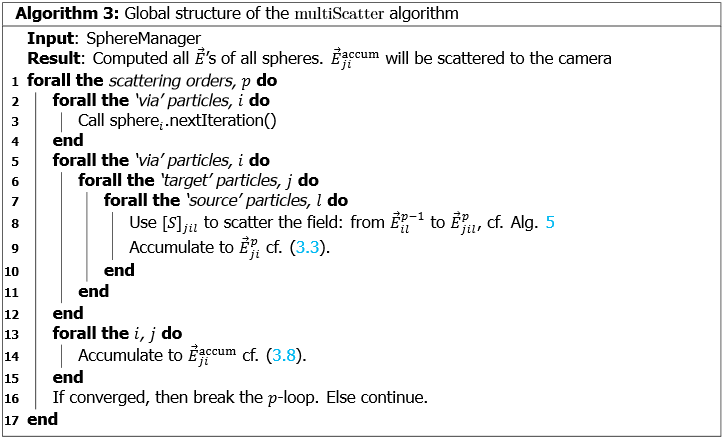 Algorithm 3: Global structure of the multiScatter algorithm
Input: SphereManager
Result: Computed all $\vec{E}$'s of all spheres. $\vec{E}_{ji}^{\text{accum}}$ will be scattered to the camera
1 forall the scattering orders, $p$ do
2 forall the ‘via’ particles, $i$ do
3 Call sphere$_i$.nextIteration()
4 end
5 forall the ‘via’ particles, $i$ do
6 forall the ‘target’ particles, $j$ do
7 forall the ‘source’ particles, $l$ do
8 Use $[S]_{jil}$ to scatter the field: from $\vec{E}_{il}^{p-1}$ to $\vec{E}_{jil}^{p}$, cf. Alg. 5
9 Accumulate to $\vec{E}_{ji}^{p}$ cf. (3.3).
10 end
11 end
12 end
13 forall the $i, j$ do
14 Accumulate to $\vec{E}_{ji}^{\text{accum}}$ cf. (3.8).
15 end
16 If converged, then break the $p$-loop. Else continue.
17 end